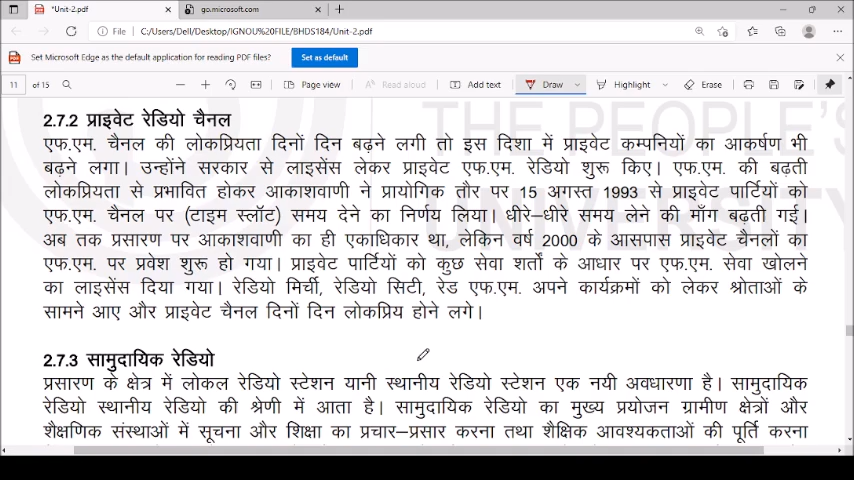 *Unit-2.pdf
go.microsoft.com
File C:/Users/Dell/Desktop/IGNOU %20FILE/BHDS184/Unit-2.pdf
Set Microsoft Edge as the default application for reading PDF files? Set as default
11 of 15 Page view Read aloud Add text Draw Highlight Erase
THE PEOPLE'S
UNIVERSITY
2.7.2 प्राइवेट रेडियो चैनल
एफ.एम. चैनल की लोकप्रियता दिनों दिन बढ़ने लगी तो इस दिशा में प्राइवेट कम्पनियों का आकर्षण भी
बढ़ने लगा। उन्होंने सरकार से लाइसेंस लेकर प्राइवेट एफ.एम. रेडियो शुरू किए। एफ.एम. की बढ़ती
लोकप्रियता से प्रभावित होकर आकाशवाणी ने प्रायोगिक तौर पर 15 अगस्त 1993 से प्राइवेट पार्टियों को
एफ.एम. चैनल पर (टाइम स्लॉट) समय देने का निर्णय लिया। धीरे–धीरे समय लेने की माँग बढ़ती गई।
अब तक प्रसारण पर आकाशवाणी का ही एकाधिकार था, लेकिन वर्ष 2000 के आसपास प्राइवेट चैनलों का
एफ.एम. पर प्रवेश शुरू हो गया। प्राइवेट पार्टियों को कुछ सेवा शर्तों के आधार पर एफ.एम. सेवा खोलने
का लाइसेंस दिया गया। रेडियो मिर्ची, रेडियो सिटी, रेड एफ.एम. अपने कार्यक्रमों को लेकर श्रोताओं के
सामने आए और प्राइवेट चैनल दिनों दिन लोकप्रिय होने लगे।
2.7.3 सामुदायिक रेडियो
प्रसारण के क्षेत्र में लोकल रेडियो स्टेशन यानी स्थानीय रेडियो स्टेशन एक नयी अवधारणा है। सामुदायिक
रेडियो स्थानीय रेडियो की श्रेणी में आता है। सामुदायिक रेडियो का मुख्य प्रयोजन ग्रामीण क्षेत्रों और
शैक्षणिक संस्थाओं में सूचना और शिक्षा का प्रचार–प्रसार करना तथा शैक्षिक आवश्यकताओं की पूर्ति करना